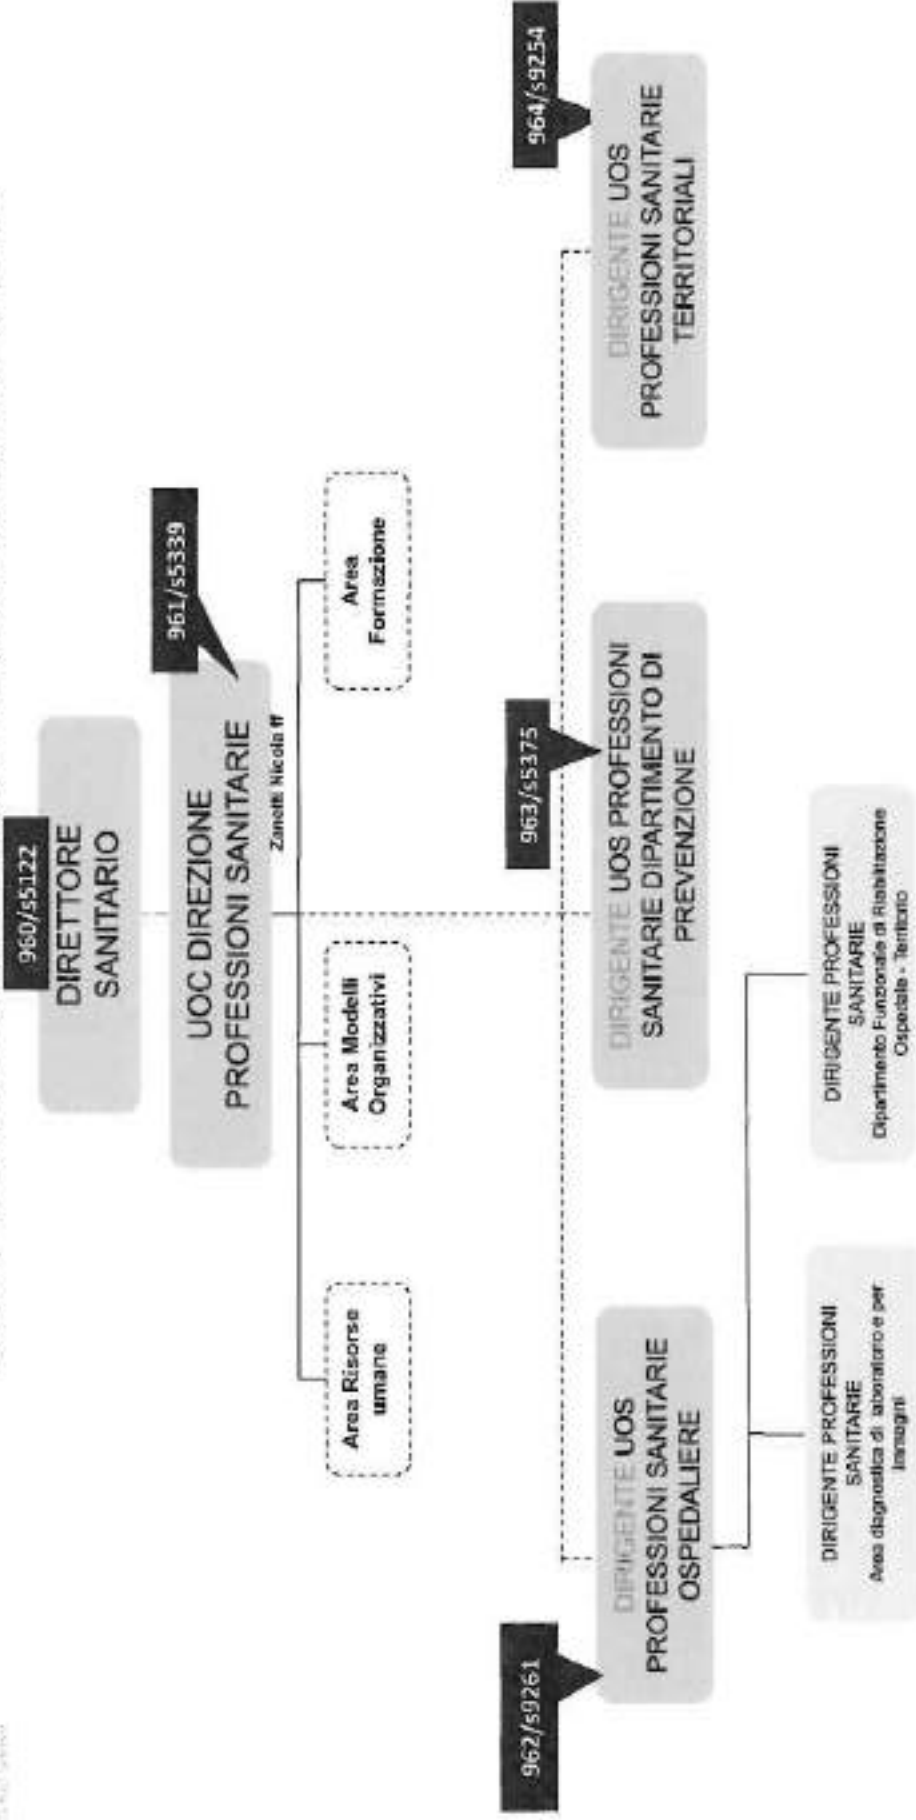 960/s5122
DIRETTORE
SANITARIO
961/s5339
UOC DIREZIONE
PROFESSIONI SANITARIE
Zanetti Nicola ff
Area Risorse
umane
Area Modelli
Organizzativi
Area
Formazione
962/s9261
DIRIGENTE UOS
PROFESSIONI SANITARIE
OSPEDALIERE
963/s5375
DIRIGENTE UOS PROFESSIONI
SANITARIE DIPARTIMENTO DI
PREVENZIONE
964/s9254
DIRIGENTE UOS
PROFESSIONI SANITARIE
TERRITORIALI
DIRIGENTE PROFESSIONI
SANITARIE
Area diagnostica di laboratorio e per
Immagini
DIRIGENTE PROFESSIONI
SANITARIE
Dipartimento Funzionale di Riabilitazione
Ospedale - Territorio